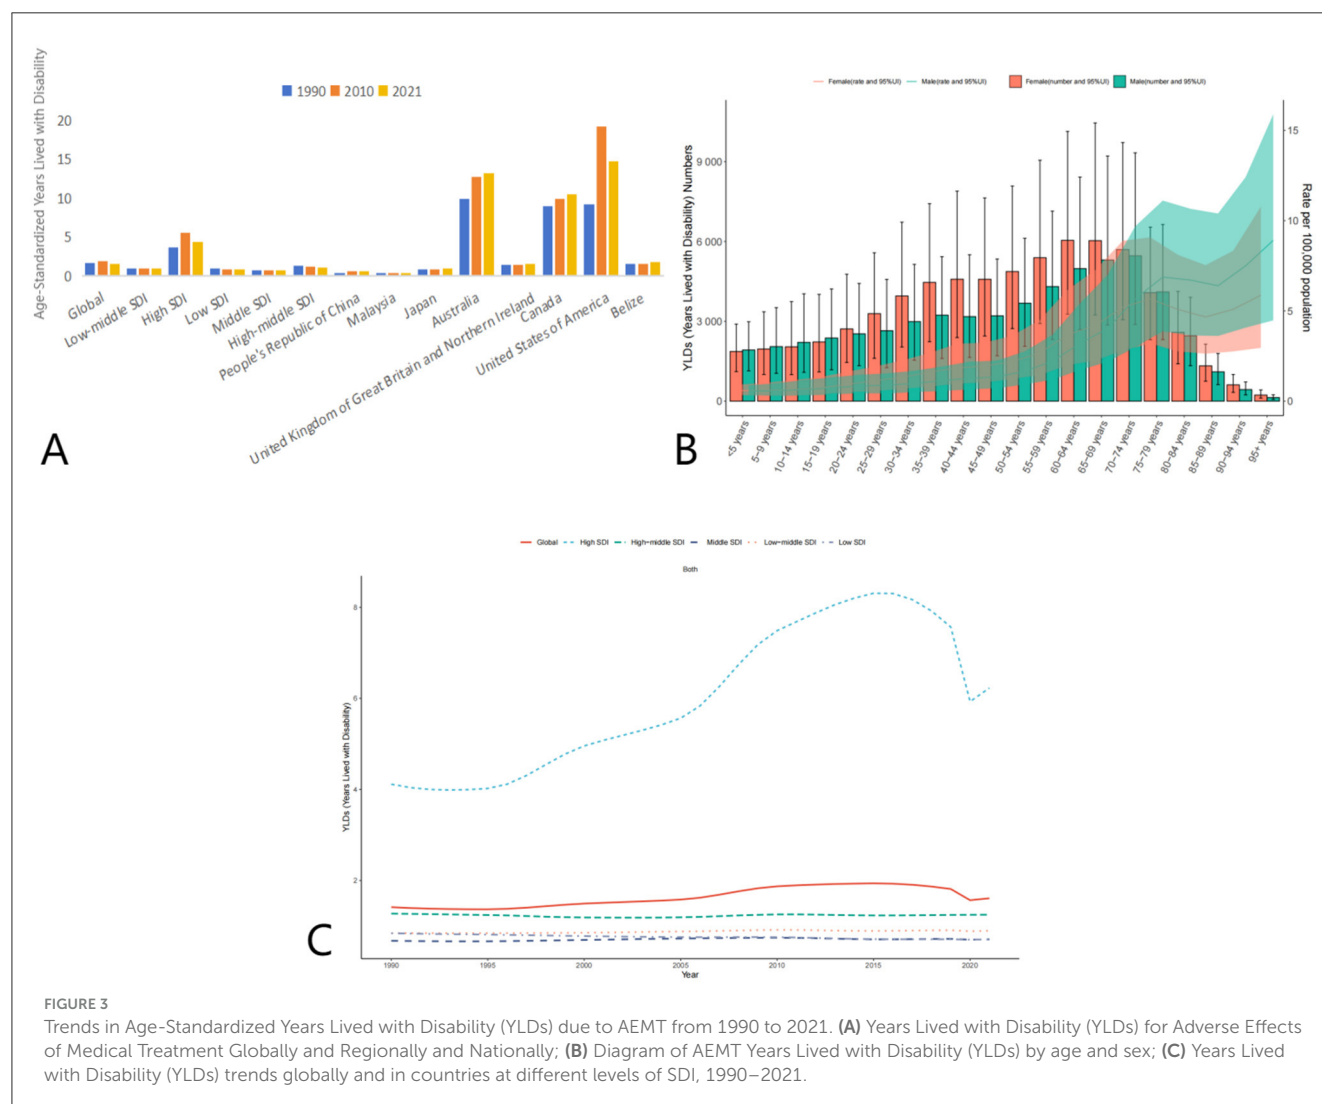 Age-Standardized Years Lived with Disability
1990 2010 2021
20
15
10
5
0
Global
Low-middle SDI
High SDI
Low SDI
Middle SDI
High-middle SDI
People's Republic of China
Malaysia
Japan
Australia
United Kingdom of Great Britain and Northern Ireland
Canada
United States of America
Belize
A
Female(rate and 95%UI) Male(rate and 95%UI) Female(number and 95%UI) Male(number and 95%UI)
YLDs (Years Lived with Disability) Numbers
9 000
6 000
3 000
0
15
10
5
0
Rate per 100,000 population
<5 years
5−9 years
10−14 years
15−19 years
20−24 years
25−29 years
30−34 years
35−39 years
40−44 years
45−49 years
50−54 years
55−59 years
60−64 years
65−69 years
70−74 years
75−79 years
80−84 years
85−89 years
90−94 years
95+ years
B
Global High SDI High−middle SDI Middle SDI Low−middle SDI Low SDI
Both
YLDs (Years Lived with Disability)
8
6
4
2
1990 1995 2000 2005 2010 2015 2020
Year
C
FIGURE 3
Trends in Age-Standardized Years Lived with Disability (YLDs) due to AEMT from 1990 to 2021. (A) Years Lived with Disability (YLDs) for Adverse Effects
of Medical Treatment Globally and Regionally and Nationally; (B) Diagram of AEMT Years Lived with Disability (YLDs) by age and sex; (C) Years Lived
with Disability (YLDs) trends globally and in countries at different levels of SDI, 1990–2021.